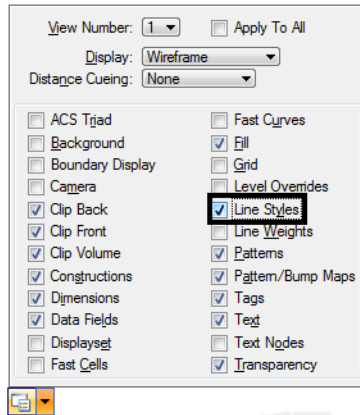 View Number: 1 Apply To All
Display: Wireframe
Distance Cueing: None
ACS Triad Fast Curves
Background Fill
Boundary Display Grid
Camera Level Overrides
Clip Back Line Styles
Clip Front Line Weights
Clip Volume Patterns
Constructions Pattern/Bump Maps
Dimensions Tags
Data Fields Text
Displayset Text Nodes
Fast Cells Transparency